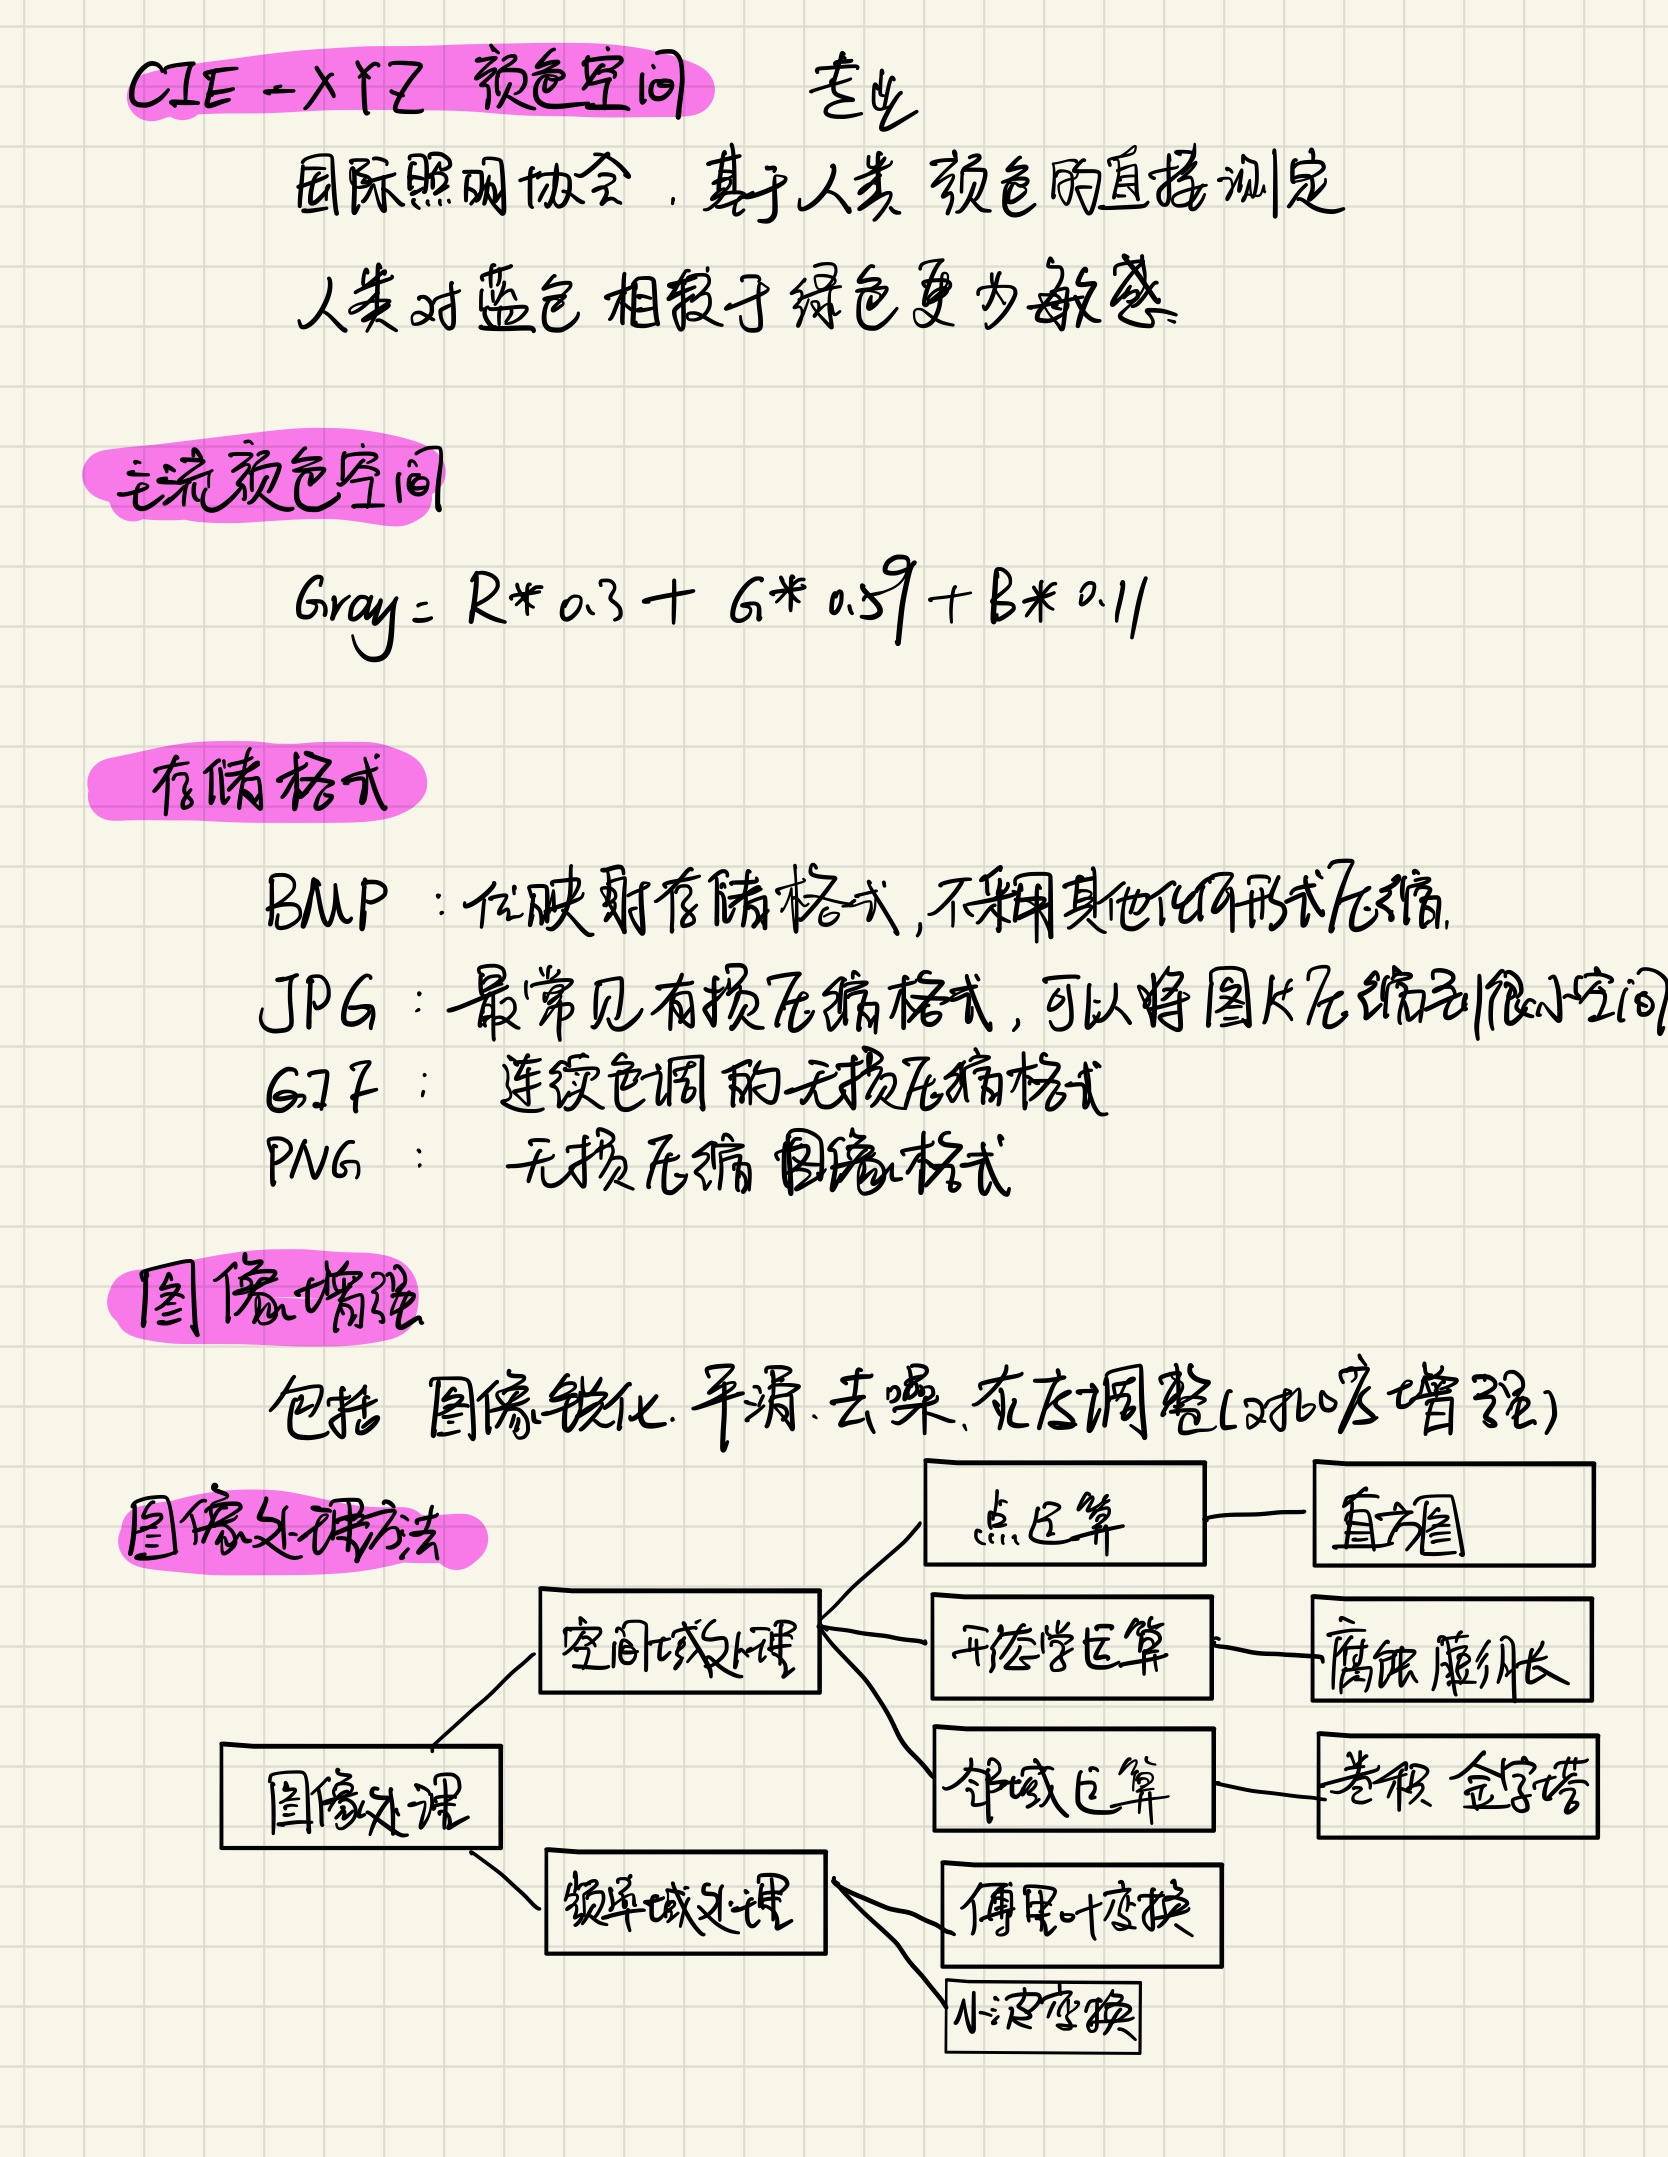 CIE-XYZ 颜色空间 专业
国际照明协会，基于人类颜色的直接测定
人类对蓝色相较于绿色更为敏感
主流颜色空间
Gray = R*0.3 + G*0.59 + B*0.11
存储格式
BMP：位映射存储格式，不采用其他任何形式压缩.
JPG：最常见有损压缩格式，可以将图片压缩到很小空间
GIF：连续色调的无损压缩格式
PNG：无损压缩图像格式
图像增强
包括 图像锐化、平滑、去噪、灰度调整（对比度增强）
图像处理方法
点运算 直方图
空间域处理 形态学运算 腐蚀 膨胀
图像处理 邻域运算 卷积 金字塔
频率域处理 傅里叶变换
小波变换